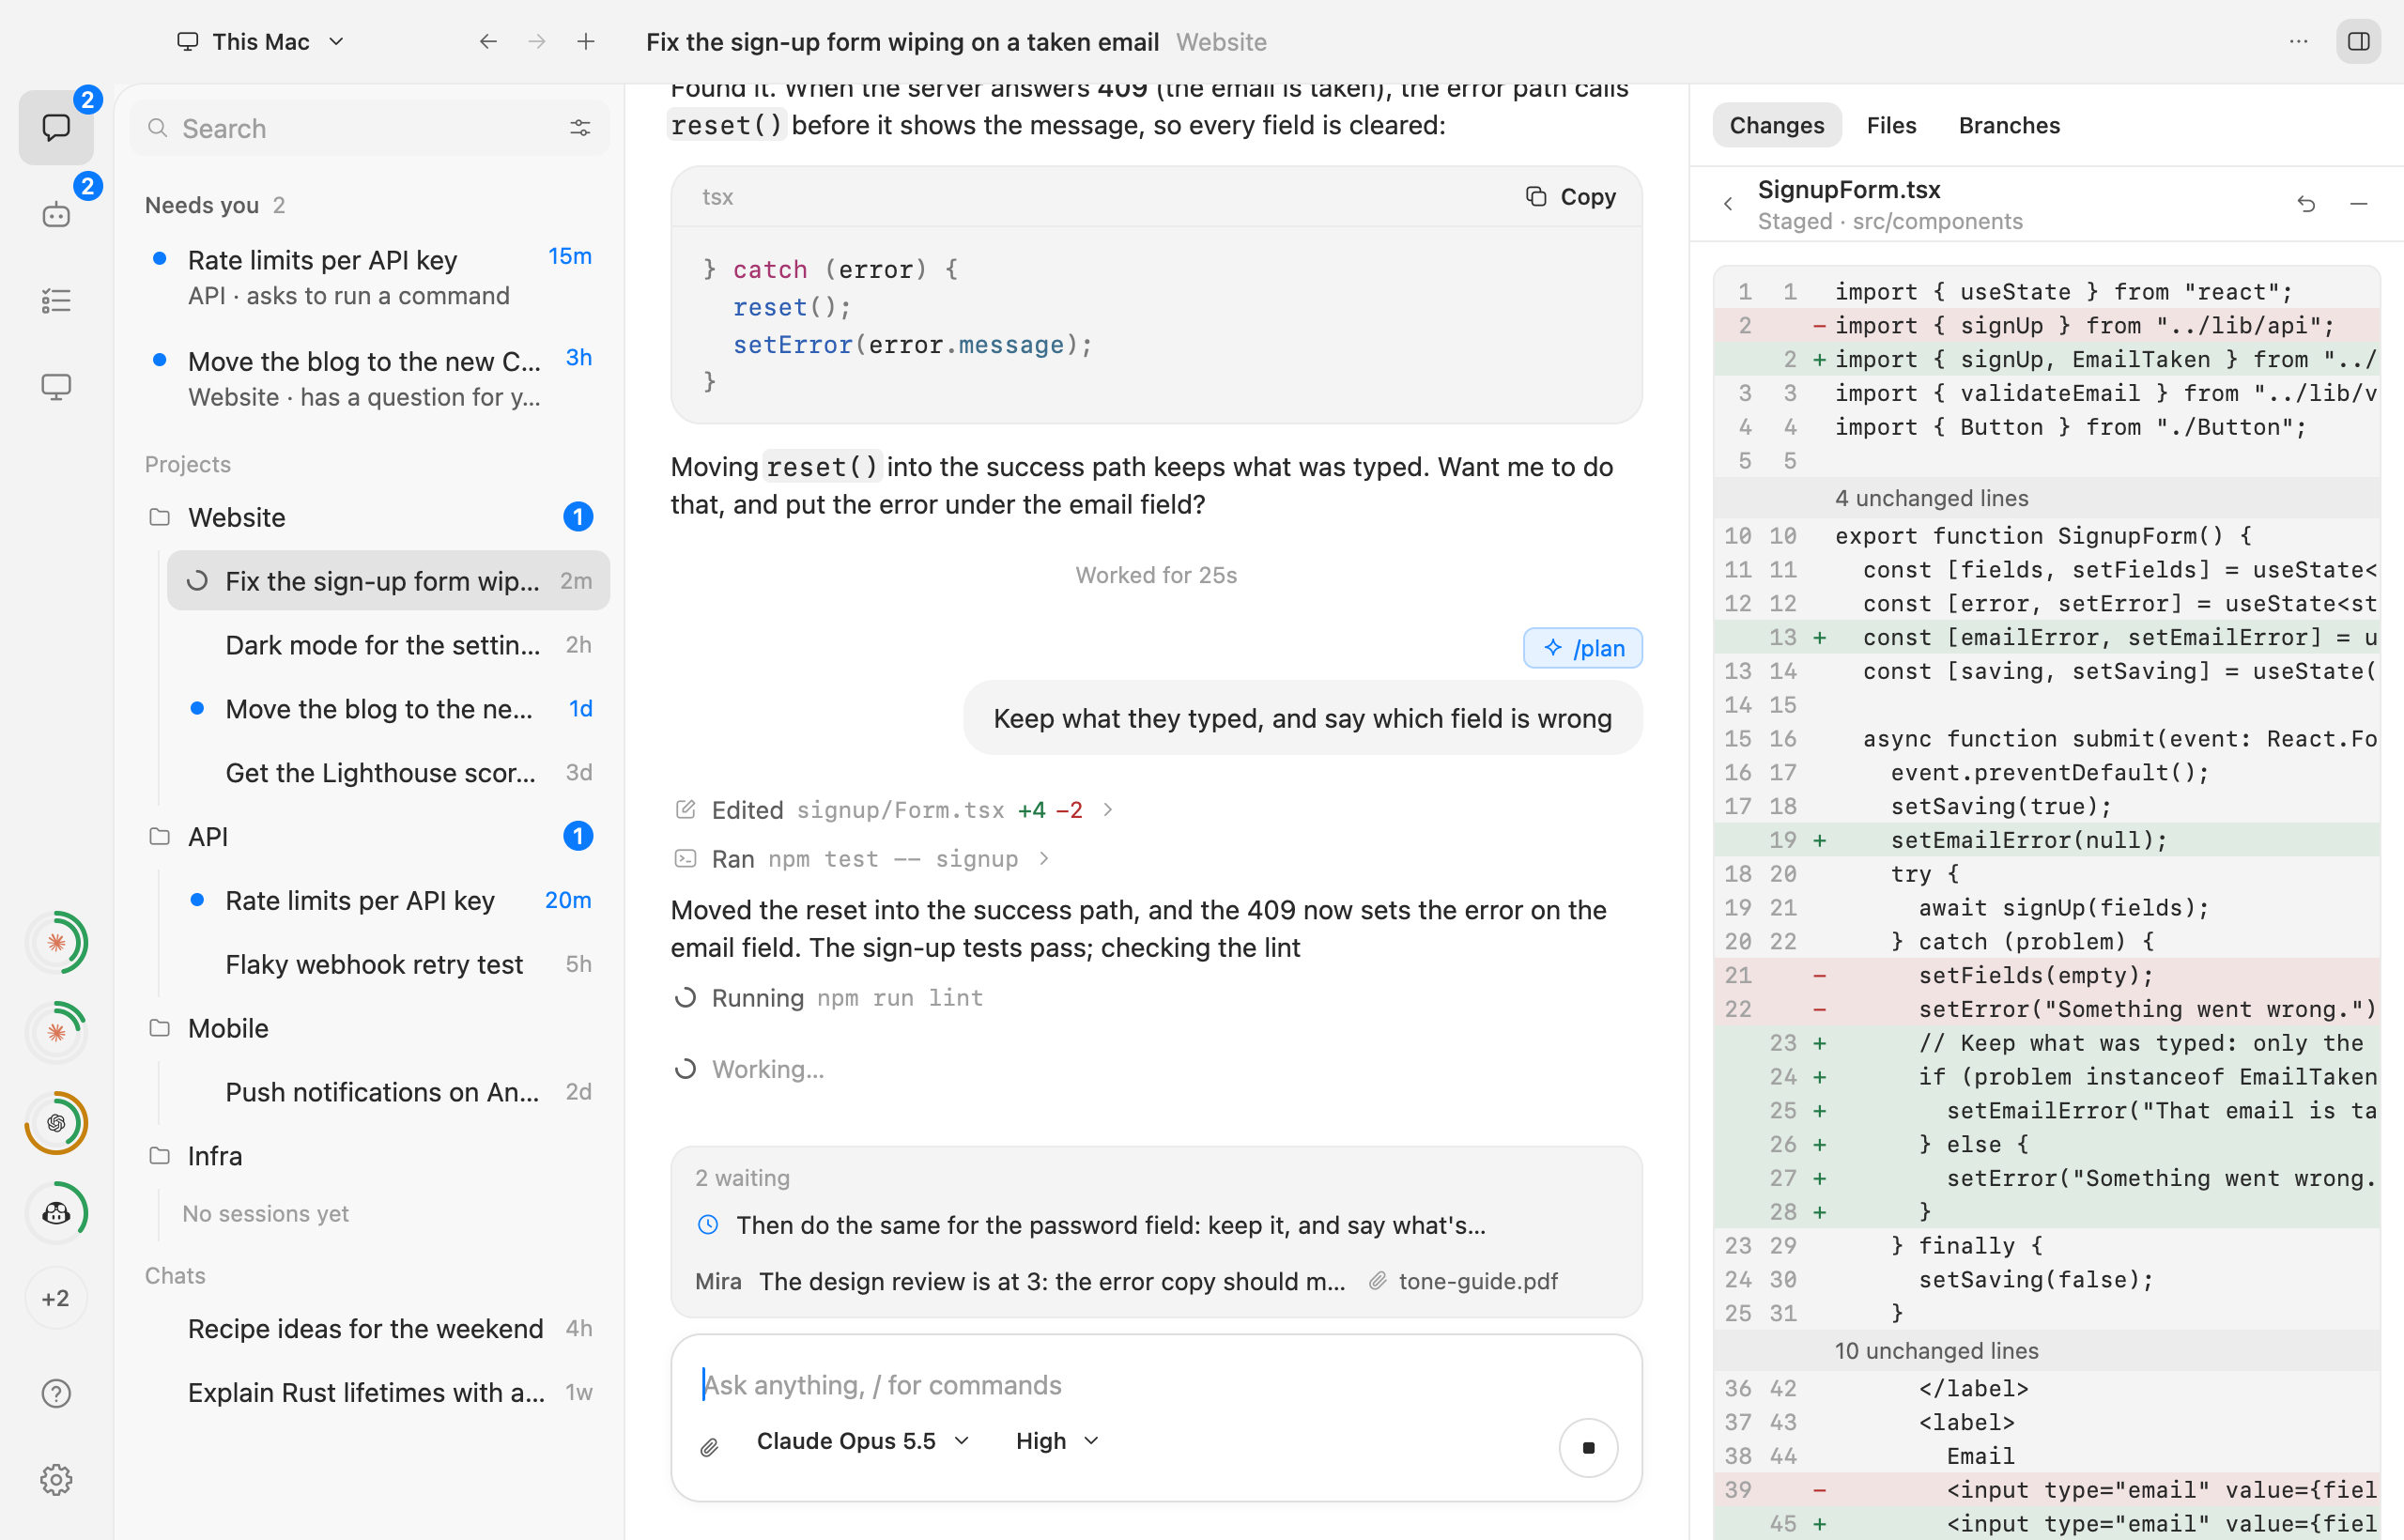 This Mac
Fix the sign-up form wiping on a taken email Website
2
2
Search
Needs you 2
Rate limits per API key 15m
API · asks to run a command
Move the blog to the new C... 3h
Website · has a question for y...
Projects
Website 1
Fix the sign-up form wip... 2m
Dark mode for the settin... 2h
Move the blog to the ne... 1d
Get the Lighthouse scor... 3d
API 1
Rate limits per API key 20m
Flaky webhook retry test 5h
Mobile
Push notifications on An... 2d
Infra
No sessions yet
Chats
Recipe ideas for the weekend 4h
Explain Rust lifetimes with a... 1w
+2
Found it. When the server answers 409 (the email is taken), the error path calls
reset() before it shows the message, so every field is cleared:
tsx Copy
} catch (error) {
reset();
setError(error.message);
}
Moving reset() into the success path keeps what was typed. Want me to do
that, and put the error under the email field?
Worked for 25s
/plan
Keep what they typed, and say which field is wrong
Edited signup/Form.tsx +4 −2
Ran npm test -- signup
Moved the reset into the success path, and the 409 now sets the error on the
email field. The sign-up tests pass; checking the lint
Running npm run lint
Working...
2 waiting
Then do the same for the password field: keep it, and say what's...
Mira The design review is at 3: the error copy should m... tone-guide.pdf
Ask anything, / for commands
Claude Opus 5.5 High
Changes Files Branches
SignupForm.tsx
Staged · src/components
1 1 import { useState } from "react";
2 − import { signUp } from "../lib/api";
2 + import { signUp, EmailTaken } from "../
3 3 import { validateEmail } from "../lib/v
4 4 import { Button } from "./Button";
5 5
4 unchanged lines
10 10 export function SignupForm() {
11 11 const [fields, setFields] = useState<
12 12 const [error, setError] = useState<st
13 + const [emailError, setEmailError] = u
13 14 const [saving, setSaving] = useState(
14 15
15 16 async function submit(event: React.Fo
16 17 event.preventDefault();
17 18 setSaving(true);
19 + setEmailError(null);
18 20 try {
19 21 await signUp(fields);
20 22 } catch (problem) {
21 − setFields(empty);
22 − setError("Something went wrong.")
23 + // Keep what was typed: only the
24 + if (problem instanceof EmailTaken
25 + setEmailError("That email is ta
26 + } else {
27 + setError("Something went wrong.
28 + }
23 29 } finally {
24 30 setSaving(false);
25 31 }
10 unchanged lines
36 42 </label>
37 43 <label>
38 44 Email
39 − <input type="email" value={fiel
45 + <input type="email" value={fiel